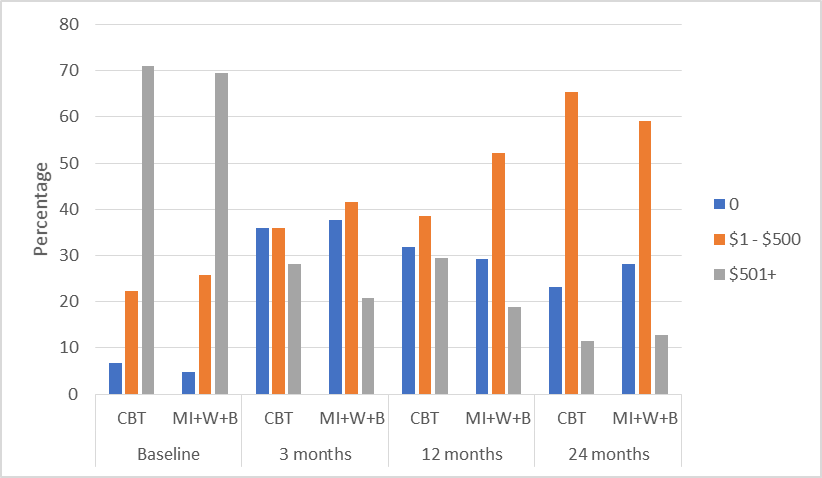 80
70
60
50
40
30
20
10
0
Percentage
CBT MI+W+B CBT MI+W+B CBT MI+W+B CBT MI+W+B
Baseline 3 months 12 months 24 months
0
$1 - $500
$501+